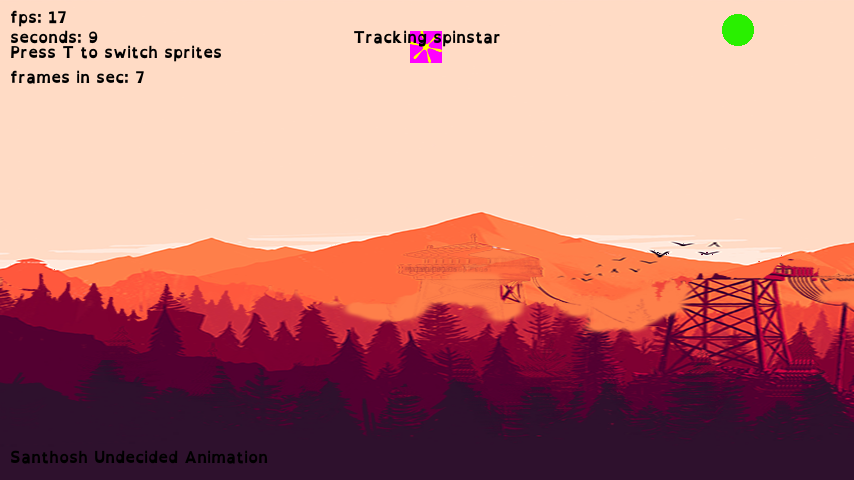 fps: 17
seconds: 9
Press T to switch sprites
frames in sec: 7
Tracking spinstar
Santhosh Undecided Animation